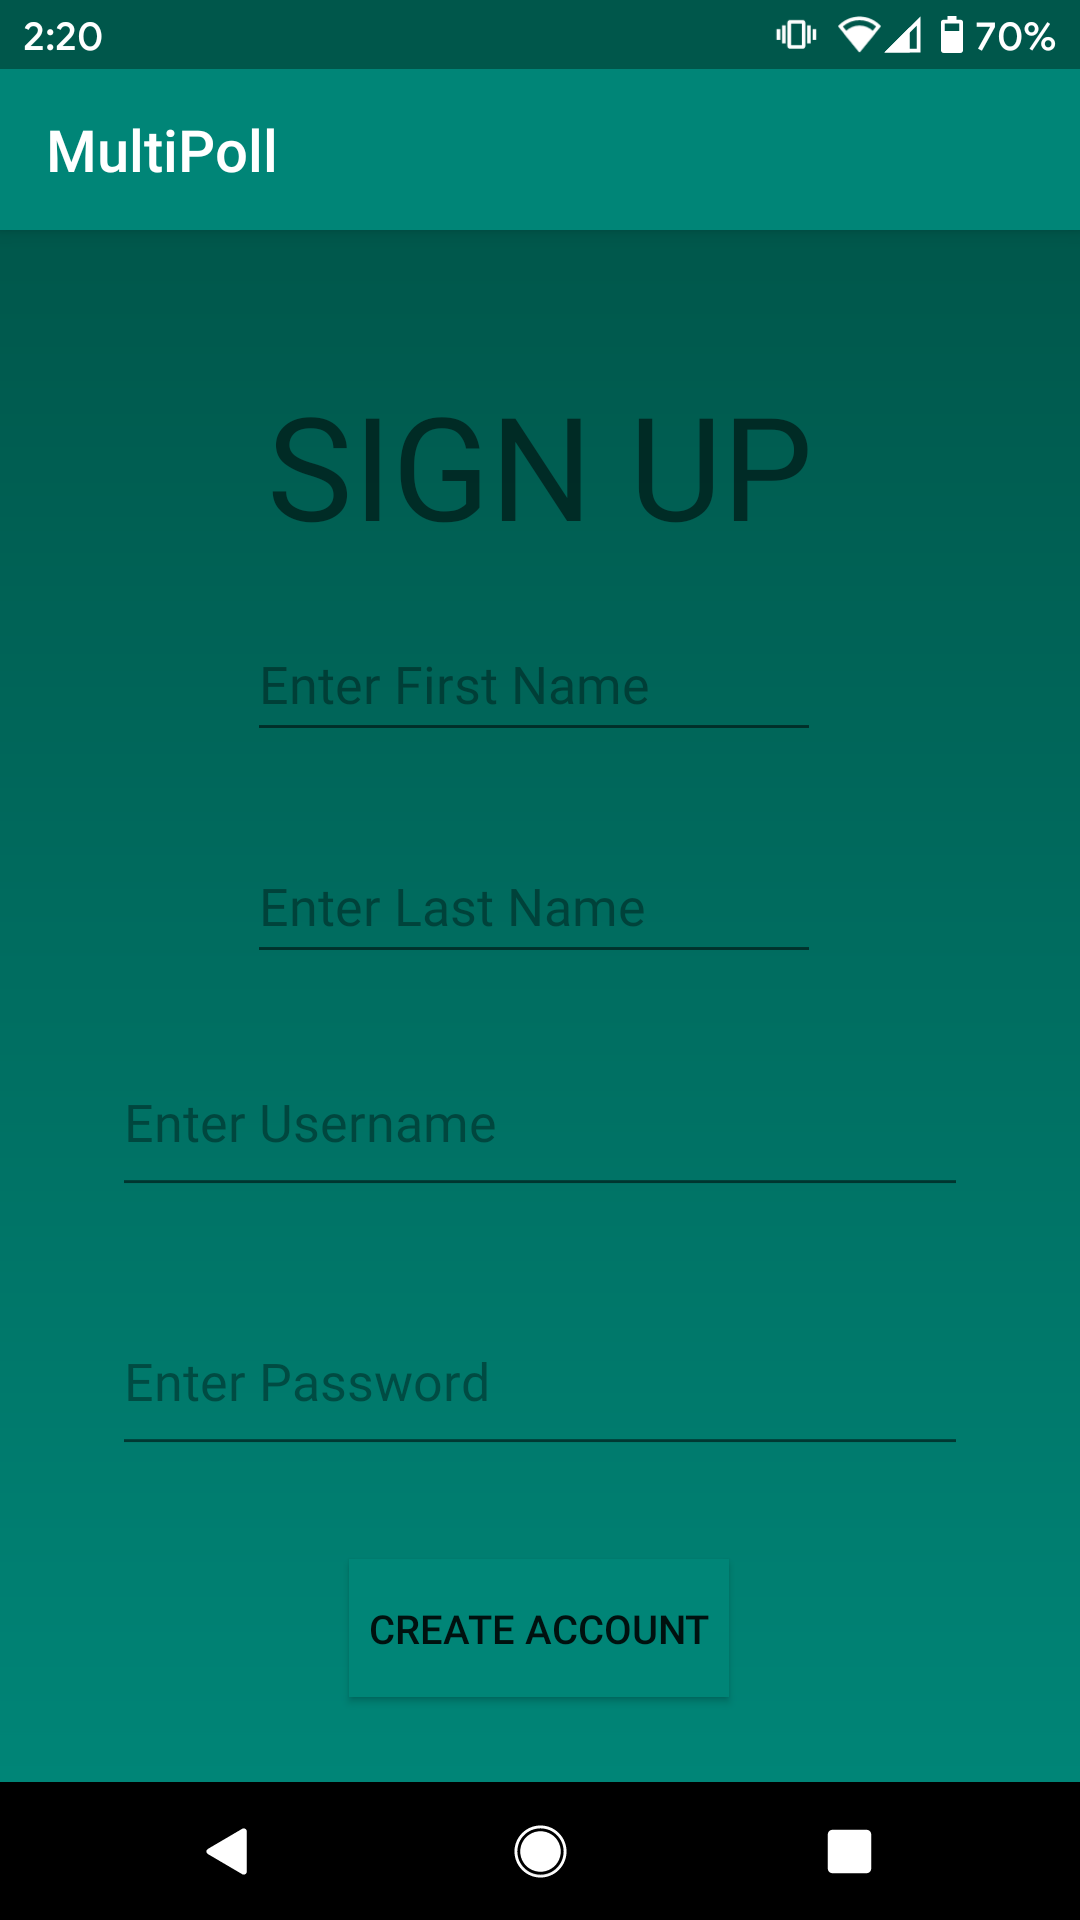 2:20 70%
MultiPoll
SIGN UP
Enter First Name
Enter Last Name
Enter Username
Enter Password
CREATE ACCOUNT